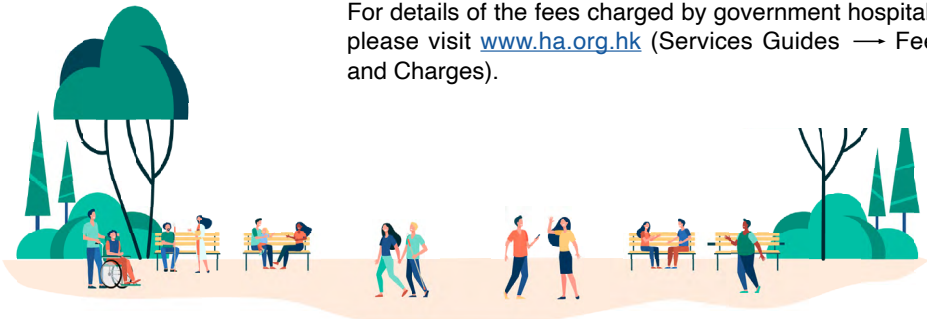 For details of the fees charged by government hospital
please visit www.ha.org.hk (Services Guides → Fee
and Charges).